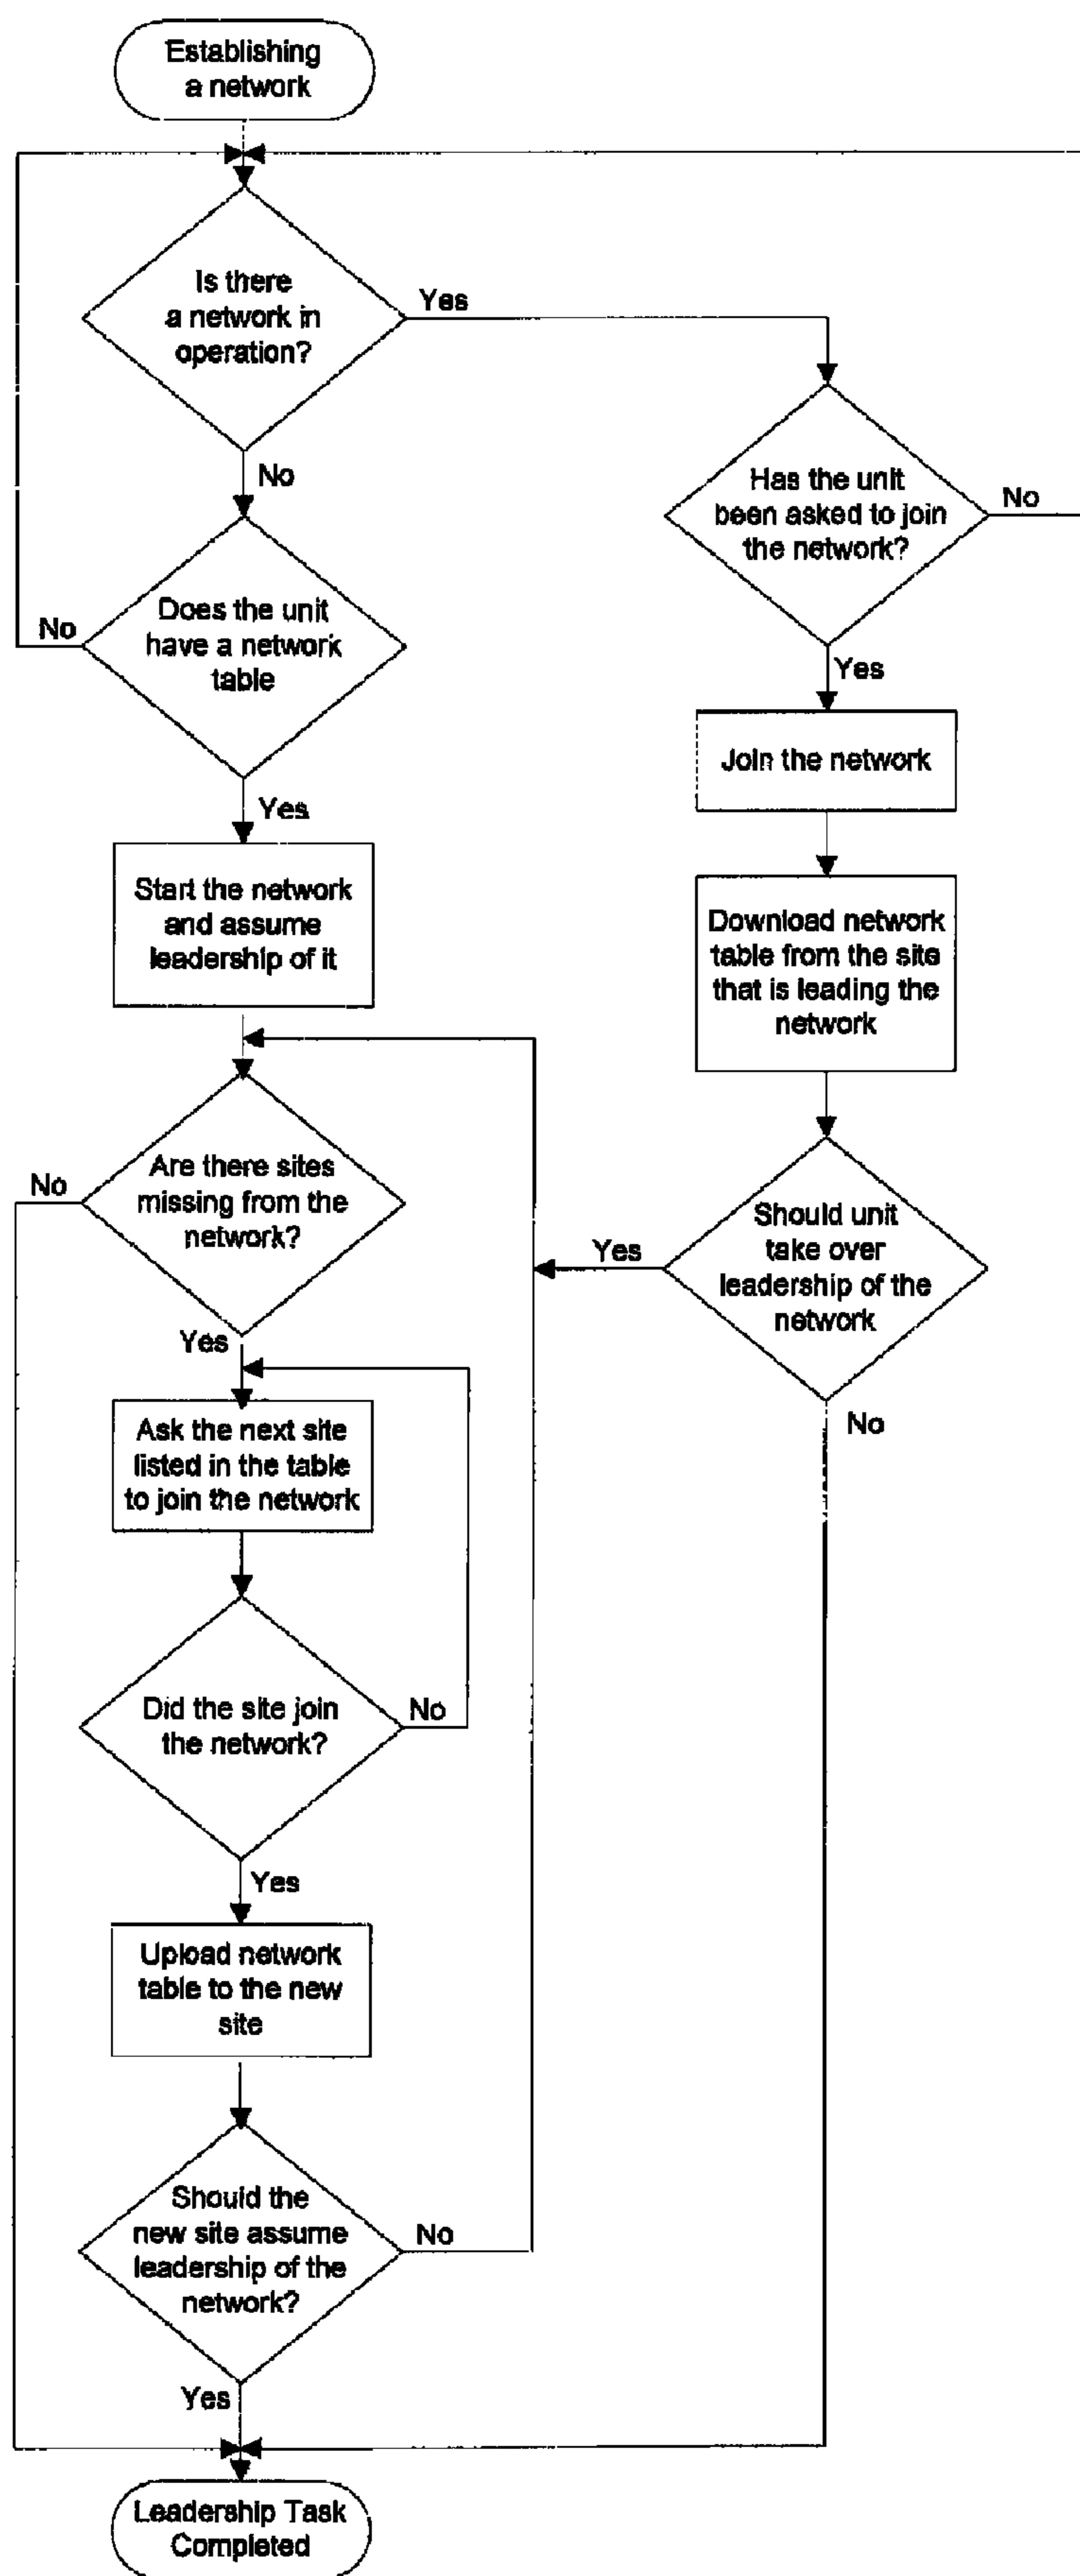 Establishing
a network
Is there
a network in
operation?
Yes
No
Has the unit
been asked to join
the network?
No
Does the unit
have a network
table
No
Yes
Yes
Join the network
Start the network
and assume
leadership of it
Download network
table from the site
that is leading the
network
Are there sites
missing from the
network?
No
Yes
Should unit
take over
leadership of the
network
Yes
No
Ask the next site
listed in the table
to join the network
Did the site join
the network?
No
Yes
Upload network
table to the new
site
Should the
new site assume
leadership of the
network?
No
Yes
Leadership Task
Completed